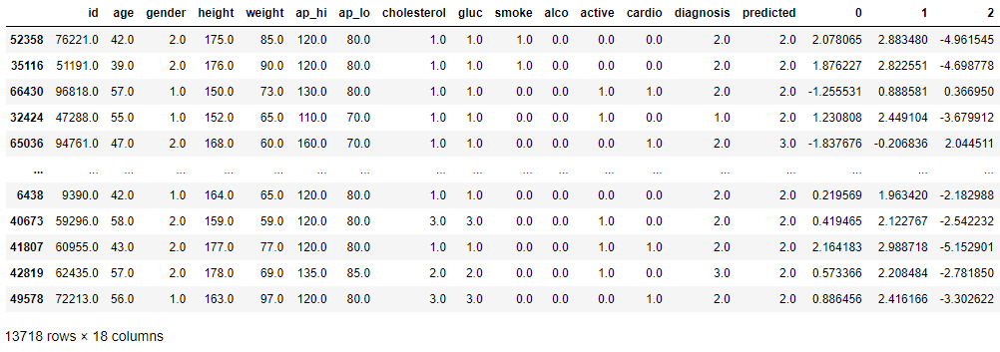 id age gender height weight ap_hi ap_lo cholesterol gluc smoke alco active cardio diagnosis predicted 0 1 2
52358 76221.0 42.0 2.0 175.0 85.0 120.0 80.0 1.0 1.0 1.0 0.0 0.0 0.0 2.0 2.0 2.078065 2.883480 -4.961545
35116 51191.0 39.0 2.0 176.0 90.0 120.0 80.0 1.0 1.0 1.0 0.0 0.0 0.0 2.0 2.0 1.876227 2.822551 -4.698778
66430 96818.0 57.0 1.0 150.0 73.0 130.0 80.0 1.0 1.0 0.0 0.0 1.0 1.0 2.0 2.0 -1.255531 0.888581 0.366950
32424 47288.0 55.0 1.0 152.0 65.0 110.0 70.0 1.0 1.0 0.0 0.0 1.0 0.0 1.0 2.0 1.230808 2.449104 -3.679912
65036 94761.0 47.0 2.0 168.0 60.0 160.0 70.0 1.0 1.0 0.0 0.0 0.0 1.0 2.0 3.0 -1.837676 -0.206836 2.044511
... ... ... ... ... ... ... ... ... ... ... ... ... ... ... ... ... ... ...
6438 9390.0 42.0 1.0 164.0 65.0 120.0 80.0 1.0 1.0 0.0 0.0 0.0 0.0 2.0 2.0 0.219569 1.963420 -2.182988
40673 59296.0 58.0 2.0 159.0 59.0 120.0 80.0 3.0 3.0 0.0 0.0 1.0 0.0 2.0 2.0 0.419465 2.122767 -2.542232
41807 60955.0 43.0 2.0 177.0 77.0 120.0 80.0 1.0 1.0 0.0 0.0 1.0 1.0 2.0 2.0 2.164183 2.988718 -5.152901
42819 62435.0 57.0 2.0 178.0 69.0 135.0 85.0 2.0 2.0 0.0 0.0 1.0 0.0 3.0 2.0 0.573366 2.208484 -2.781850
49578 72213.0 56.0 1.0 163.0 97.0 120.0 80.0 3.0 3.0 0.0 0.0 0.0 1.0 2.0 2.0 0.886456 2.416166 -3.302622
13718 rows × 18 columns